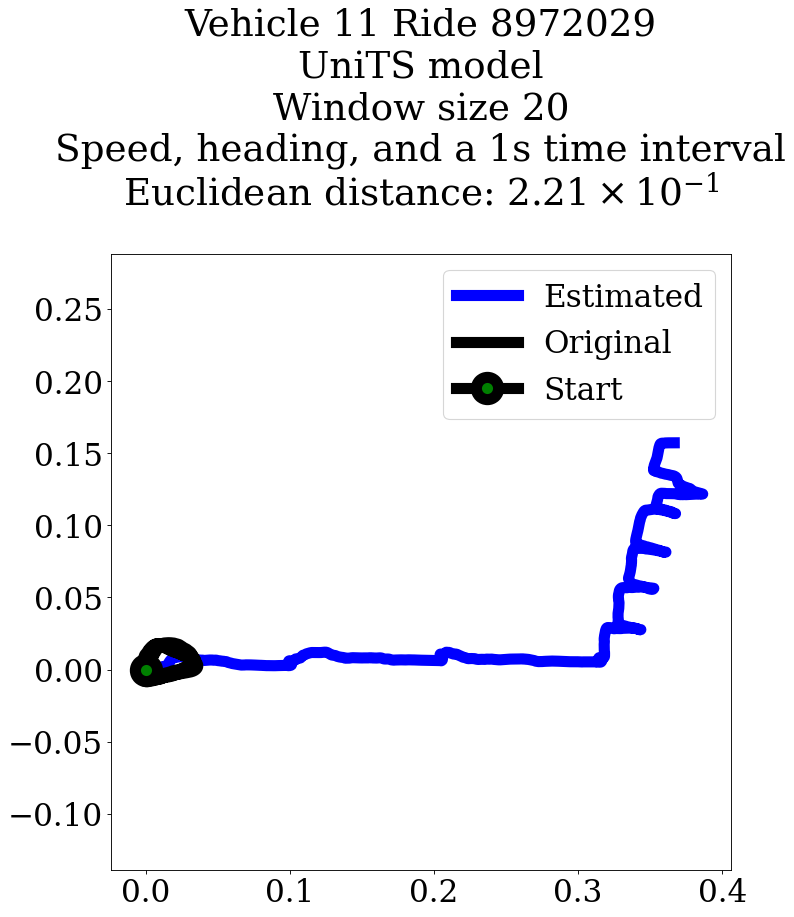 Vehicle 11 Ride 8972029
UniTS model
Window size 20
Speed, heading, and a 1s time interval
Euclidean distance: 2.21 × 10⁻¹
Estimated
Original
Start
0.25
0.20
0.15
0.10
0.05
0.00
−0.05
−0.10
0.0 0.1 0.2 0.3 0.4